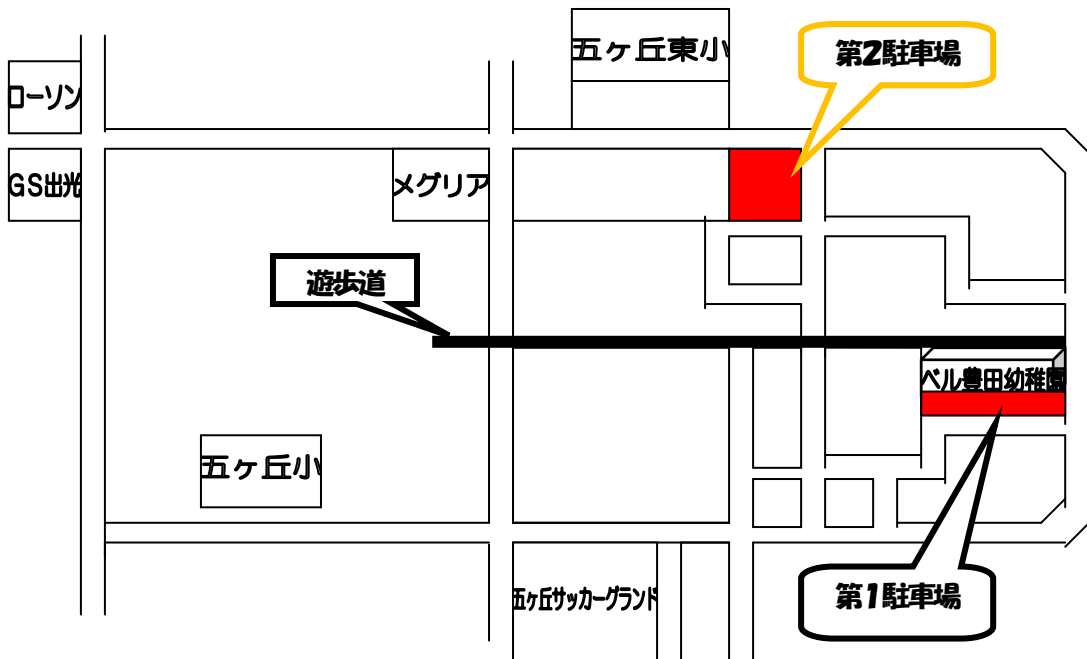 五ヶ丘東小
第2駐車場
ローソン
GS出光
メグリア
遊歩道
ベル豊田幼稚園
五ヶ丘小
五ヶ丘サッカーグランド
第1駐車場